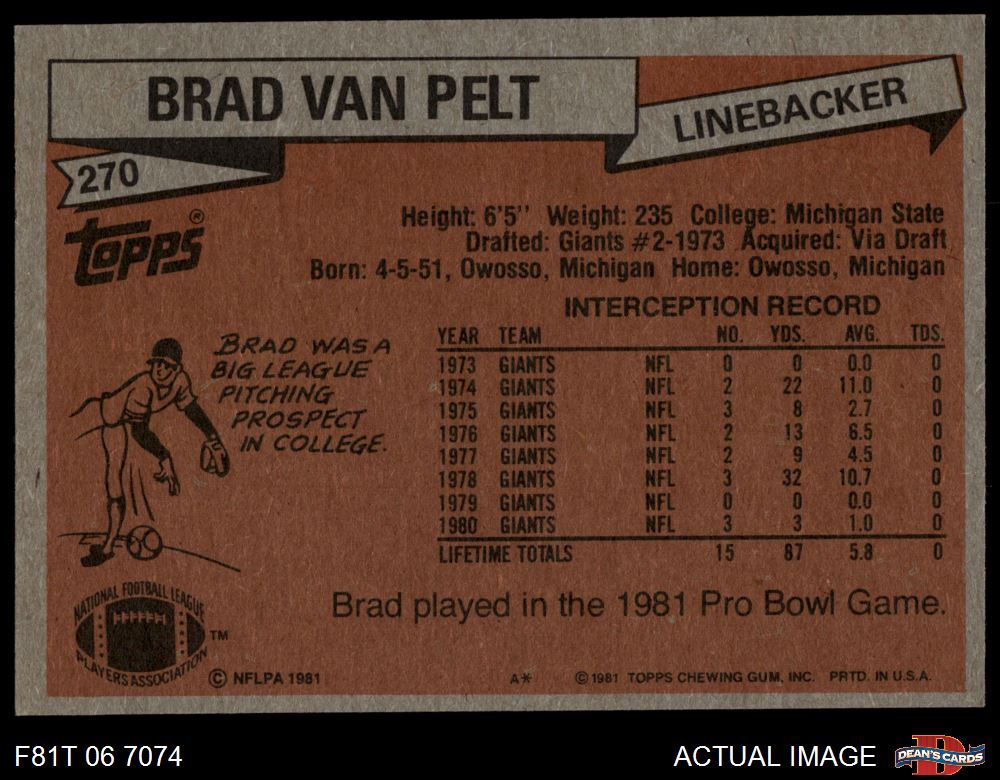 BRAD VAN PELT
LINEBACKER
270
Topps®
Height: 6'5'' Weight: 235 College: Michigan State
Drafted: Giants #2-1973 Acquired: Via Draft
Born: 4-5-51, Owosso, Michigan Home: Owosso, Michigan
BRAD WAS A
BIG LEAGUE
PITCHING
PROSPECT
IN COLLEGE.
INTERCEPTION RECORD
YEAR TEAM NO. YDS. AVG. TDS.
1973 GIANTS NFL 0 0 0.0 0
1974 GIANTS NFL 2 22 11.0 0
1975 GIANTS NFL 3 8 2.7 0
1976 GIANTS NFL 2 13 6.5 0
1977 GIANTS NFL 2 9 4.5 0
1978 GIANTS NFL 3 32 10.7 0
1979 GIANTS NFL 0 0 0.0 0
1980 GIANTS NFL 3 3 1.0 0
LIFETIME TOTALS 15 87 5.8 0
Brad played in the 1981 Pro Bowl Game.
NATIONAL FOOTBALL LEAGUE
PLAYERS ASSOCIATION
TM
© NFLPA 1981
A* © 1981 TOPPS CHEWING GUM, INC. PRTD. IN U.S.A.
F81T 06 7074
ACTUAL IMAGE
D
DEAN'S CARDS